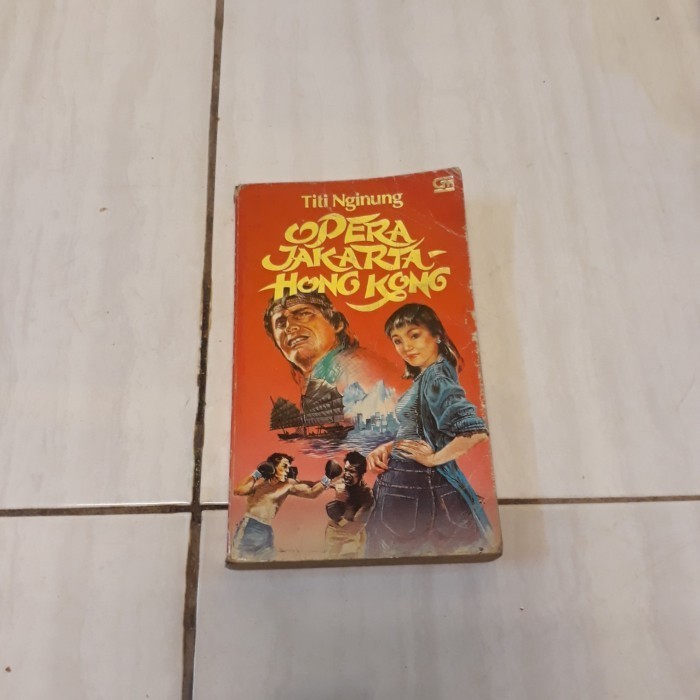 Titi Nginung
OPERA
JAKARTA-
HONG KONG